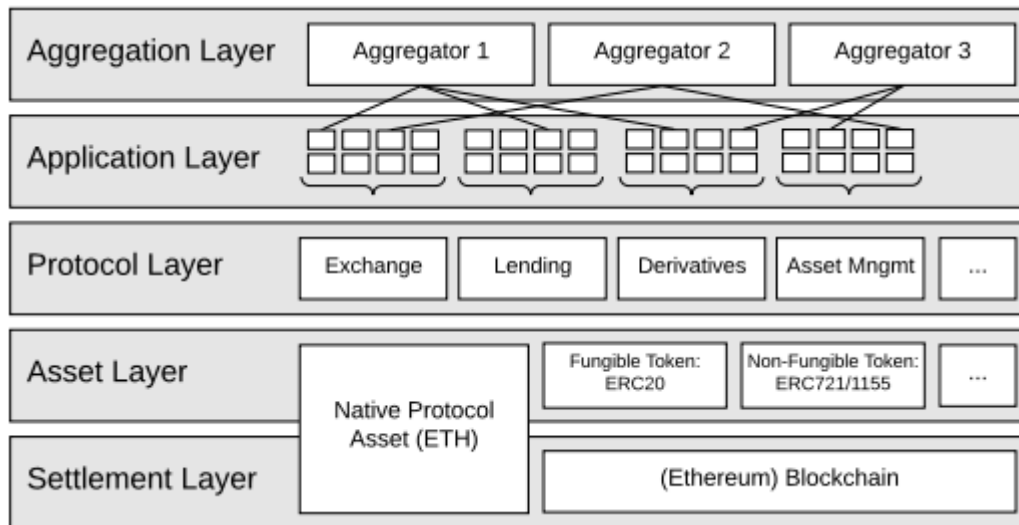 Aggregation Layer
Aggregator 1
Aggregator 2
Aggregator 3
Application Layer
Protocol Layer
Exchange
Lending
Derivatives
Asset Mngmt
...
Asset Layer
Native Protocol
Asset (ETH)
Fungible Token:
ERC20
Non-Fungible Token:
ERC721/1155
...
Settlement Layer
(Ethereum) Blockchain